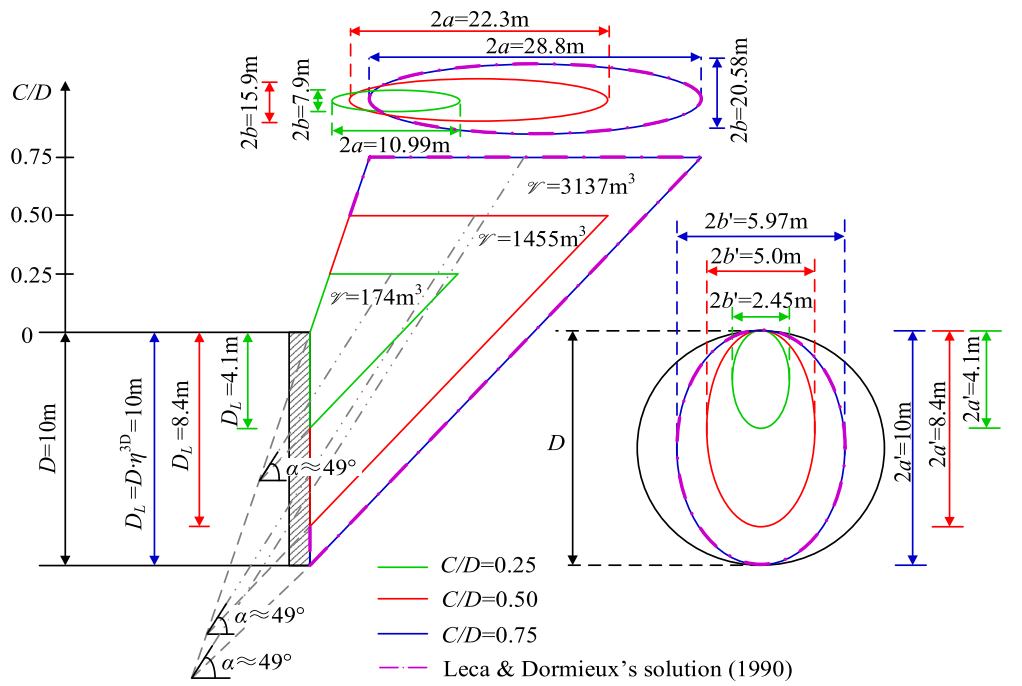 2a=22.3m
2a=28.8m
C/D
2b=15.9m
2b=7.9m
2b=20.58m
2a=10.99m
0.75
𝒱=3137m³
0.50
𝒱=1455m³
2b'=5.97m
2b'=5.0m
0.25
𝒱=174m³
2b'=2.45m
0
D=10m
D_L=D·η³ᴰ=10m
D_L=8.4m
D_L=4.1m
D
2a'=10m
2a'=8.4m
2a'=4.1m
α≈49°
α≈49°
α≈49°
C/D=0.25
C/D=0.50
C/D=0.75
Leca & Dormieux's solution (1990)